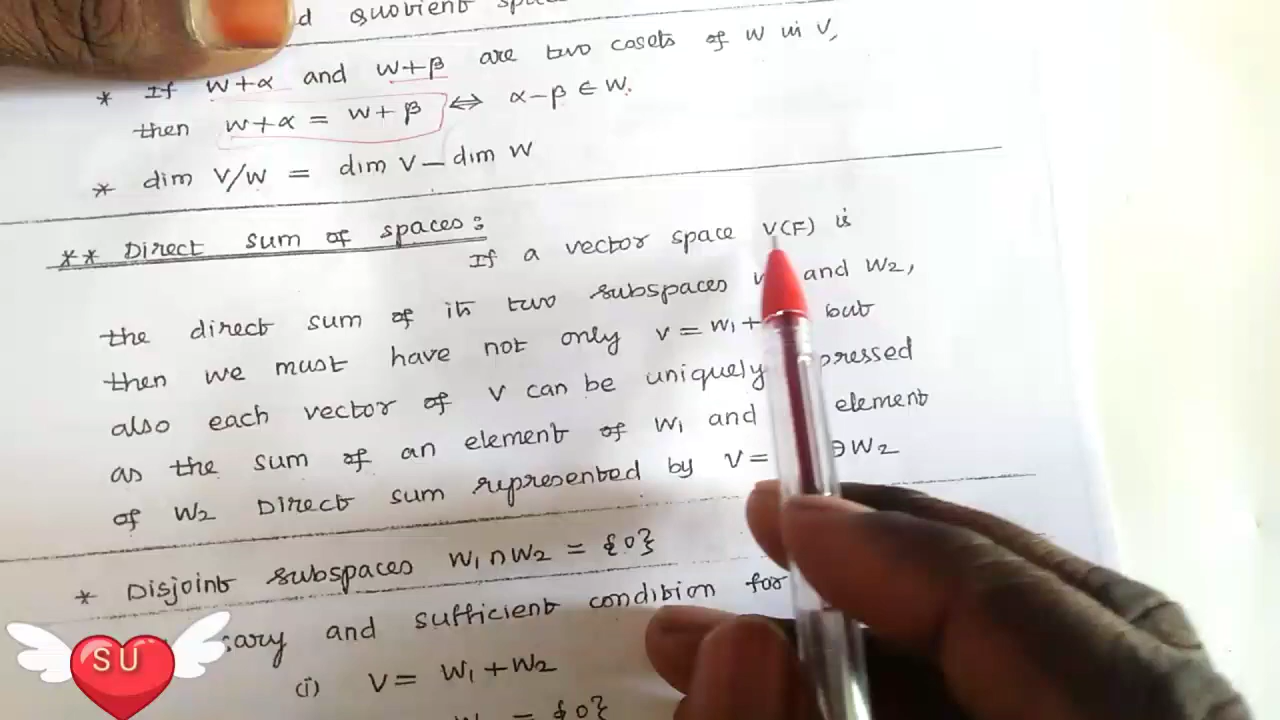 d quotient
* If W+α and W+β are two cosets of W in V,
then W+α = W+β ⇔ α-β ∈ W.
* dim V/W = dim V - dim W
** Direct sum of spaces:
If a vector space V(F) is
the direct sum of its two subspaces and W2,
then we must have not only V = W1+ but
also each vector of V can be uniquely pressed
as the sum of an element of W1 and element
of W2 Direct sum represented by V= W2
* Disjoint subspaces W1∩W2 = {0}
sary and sufficient condition for
(i) V = W1+W2
= {0}
SU